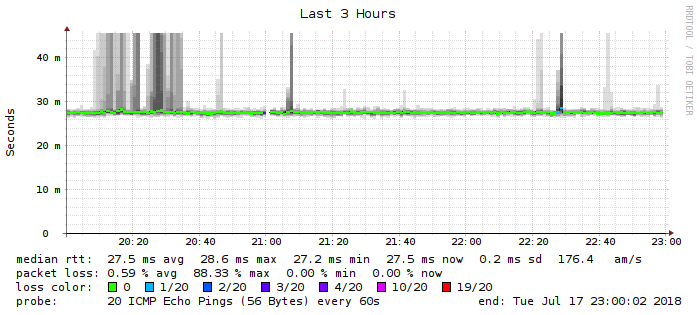 Last 3 Hours
RRDTOOL / TOBI OETIKER
Seconds
40 m
30 m
20 m
10 m
0
20:20 20:40 21:00 21:20 21:40 22:00 22:20 22:40 23:00
median rtt: 27.5 ms avg 28.6 ms max 27.2 ms min 27.5 ms now 0.2 ms sd 176.4 am/s
packet loss: 0.59 % avg 88.33 % max 0.00 % min 0.00 % now
loss color: 0 1/20 2/20 3/20 4/20 10/20 19/20
probe: 20 ICMP Echo Pings (56 Bytes) every 60s end: Tue Jul 17 23:00:02 2018